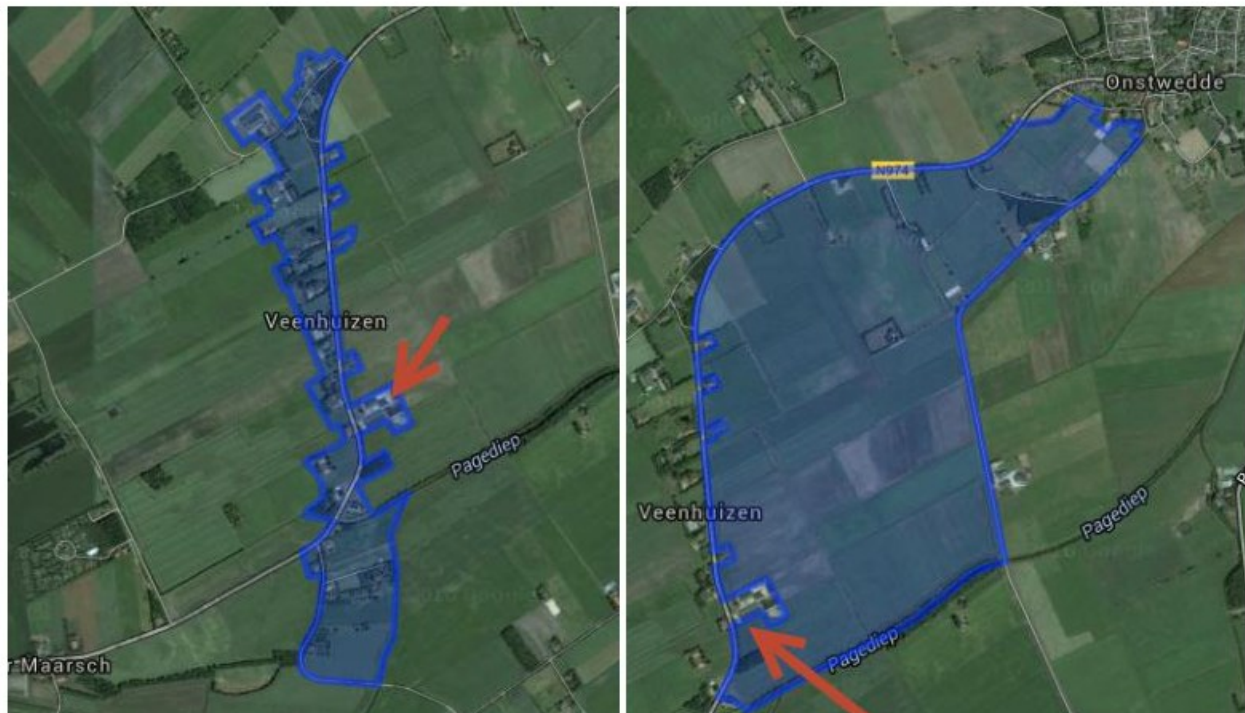 Veenhuizen
Pagediep
r Maarsch
Onstwedde
N974
Veenhuizen
Pagediep
Pagediep